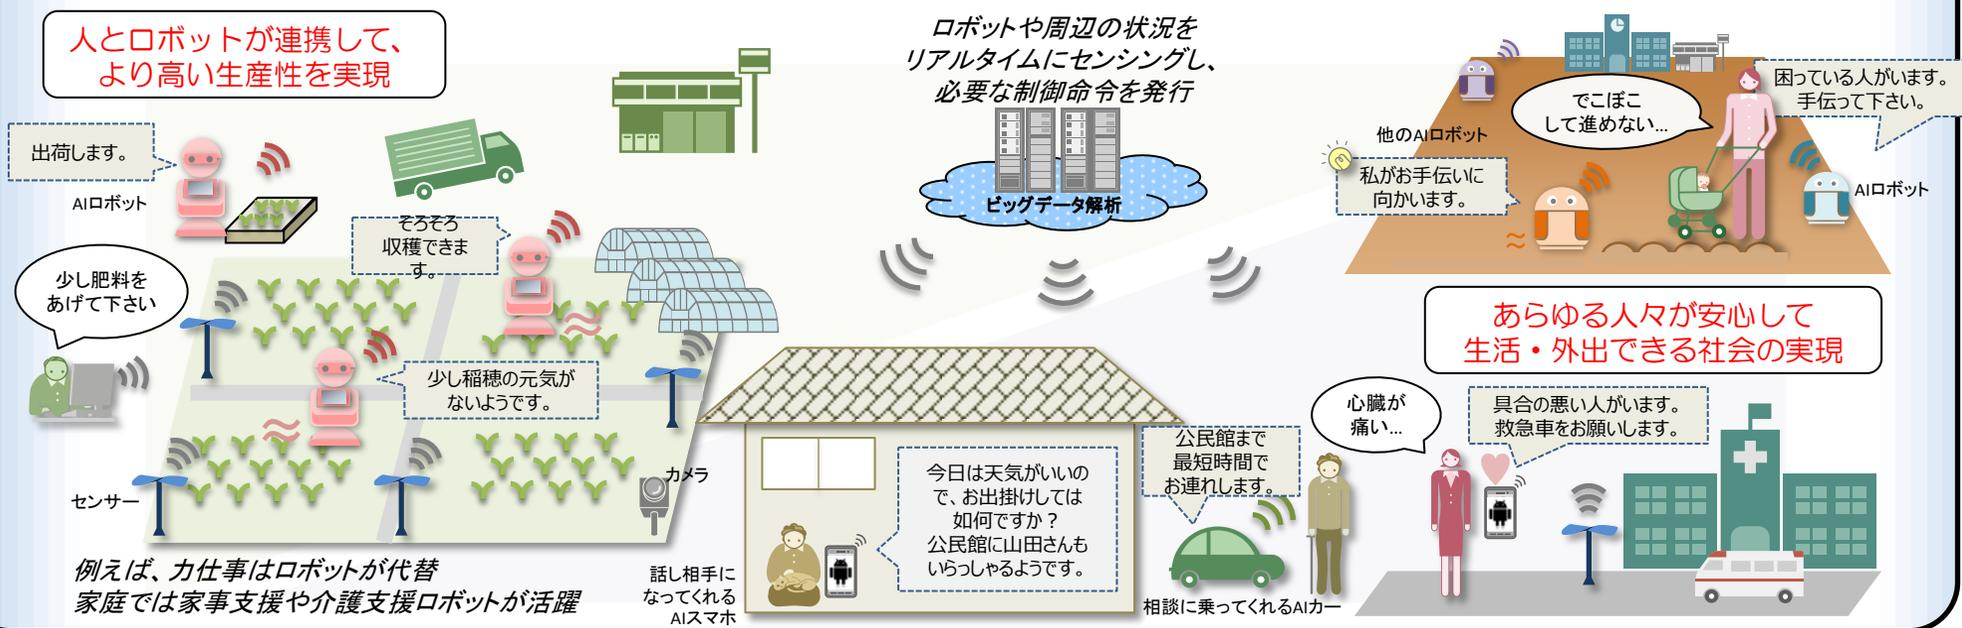 人とロボットが連携して、
より高い生産性を実現
出荷します。
AIロボット
少し肥料を
あげて下さい
そろそろ
収穫できま
す。
少し稲穂の元気が
ないようです。
センサー
カメラ
例えば、力仕事はロボットが代替
家庭では家事支援や介護支援ロボットが活躍
ロボットや周辺の状況を
リアルタイムにセンシングし、
必要な制御命令を発行
ビッグデータ解析
今日は天気がいいの
で、お出掛けしては
如何ですか？
公民館に山田さんも
いらっしゃるようです。
話し相手に
なってくれる
AIスマホ
公民館まで
最短時間で
お連れします。
相談に乗ってくれるAIカー
でこぼこ
して進めない…
困っている人がいます。
手伝って下さい。
他のAIロボット
私がお手伝いに
向かいます。
AIロボット
あらゆる人々が安心して
生活・外出できる社会の実現
心臓が
痛い…
具合の悪い人がいます。
救急車をお願いします。